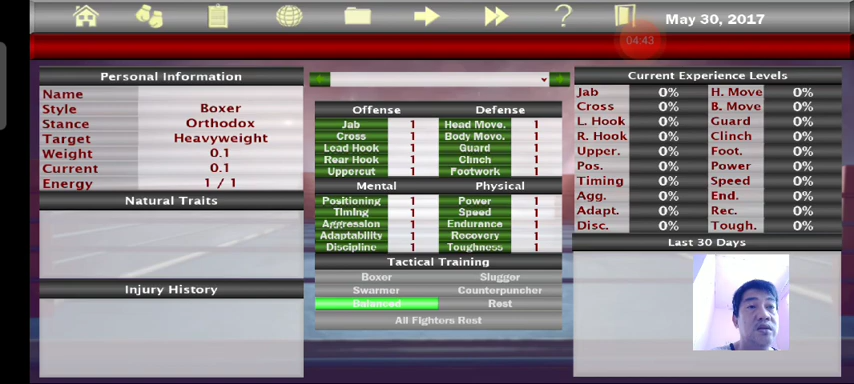 May 30, 2017
04:43
Personal Information
Name
Style Boxer
Stance Orthodox
Target Heavyweight
Weight 0.1
Current 0.1
Energy 1 / 1
Natural Traits
Injury History
Offense Defense
Jab 1 Head Move. 1
Cross 1 Body Move. 1
Lead Hook 1 Guard 1
Rear Hook 1 Clinch 1
Uppercut 1 Footwork 1
Mental Physical
Positioning 1 Power 1
Timing 1 Speed 1
Aggression 1 Endurance 1
Adaptability 1 Recovery 1
Discipline 1 Toughness 1
Tactical Training
Boxer Sluggor
Swarmer Counterpuncher
Balanced Rest
All Fighters Rest
Current Experience Levels
Jab 0% H. Move 0%
Cross 0% B. Move 0%
L. Hook 0% Guard 0%
R. Hook 0% Clinch 0%
Upper. 0% Foot. 0%
Pos. 0% Power 0%
Timing 0% Speed 0%
Agg. 0% End. 0%
Adapt. 0% Rec. 0%
Disc. 0% Tough. 0%
Last 30 Days